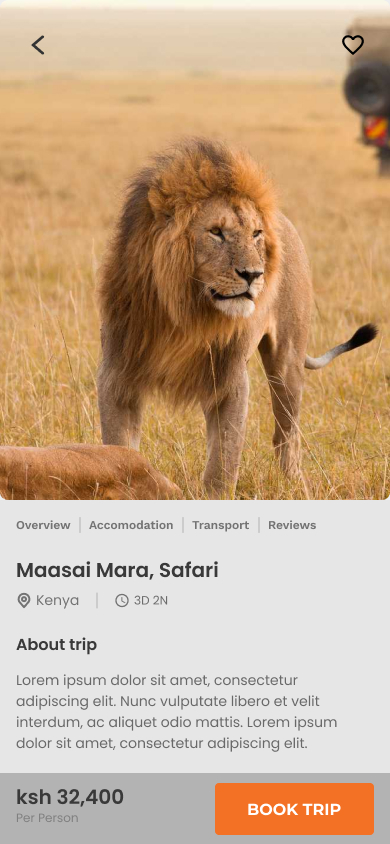 Overview Accomodation Transport Reviews
Maasai Mara, Safari
Kenya 3D 2N
About trip
Lorem ipsum dolor sit amet, consectetur
adipiscing elit. Nunc vulputate libero et velit
interdum, ac aliquet odio mattis. Lorem ipsum
dolor sit amet, consectetur adipiscing elit.
ksh 32,400
Per Person
BOOK TRIP